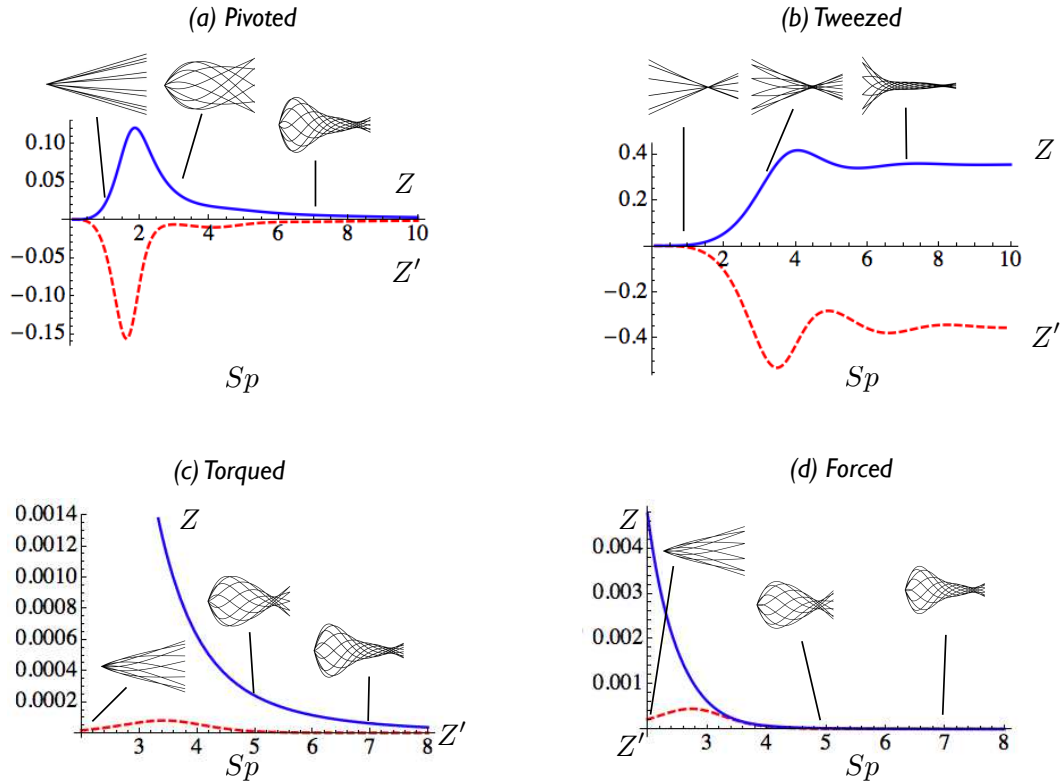 (a) Pivoted
0.10
0.05
Z
2 4 6 8 10
−0.05
Z′
−0.10
−0.15
Sp
(b) Tweezed
0.4
Z
0.2
2 4 6 8 10
−0.2
−0.4
Z′
Sp
(c) Torqued
0.0014
Z
0.0012
0.0010
0.0008
0.0006
0.0004
0.0002
Z′
3 4 5 6 7 8
Sp
(d) Forced
Z
0.004
0.003
0.002
0.001
Z′
3 4 5 6 7 8
Sp